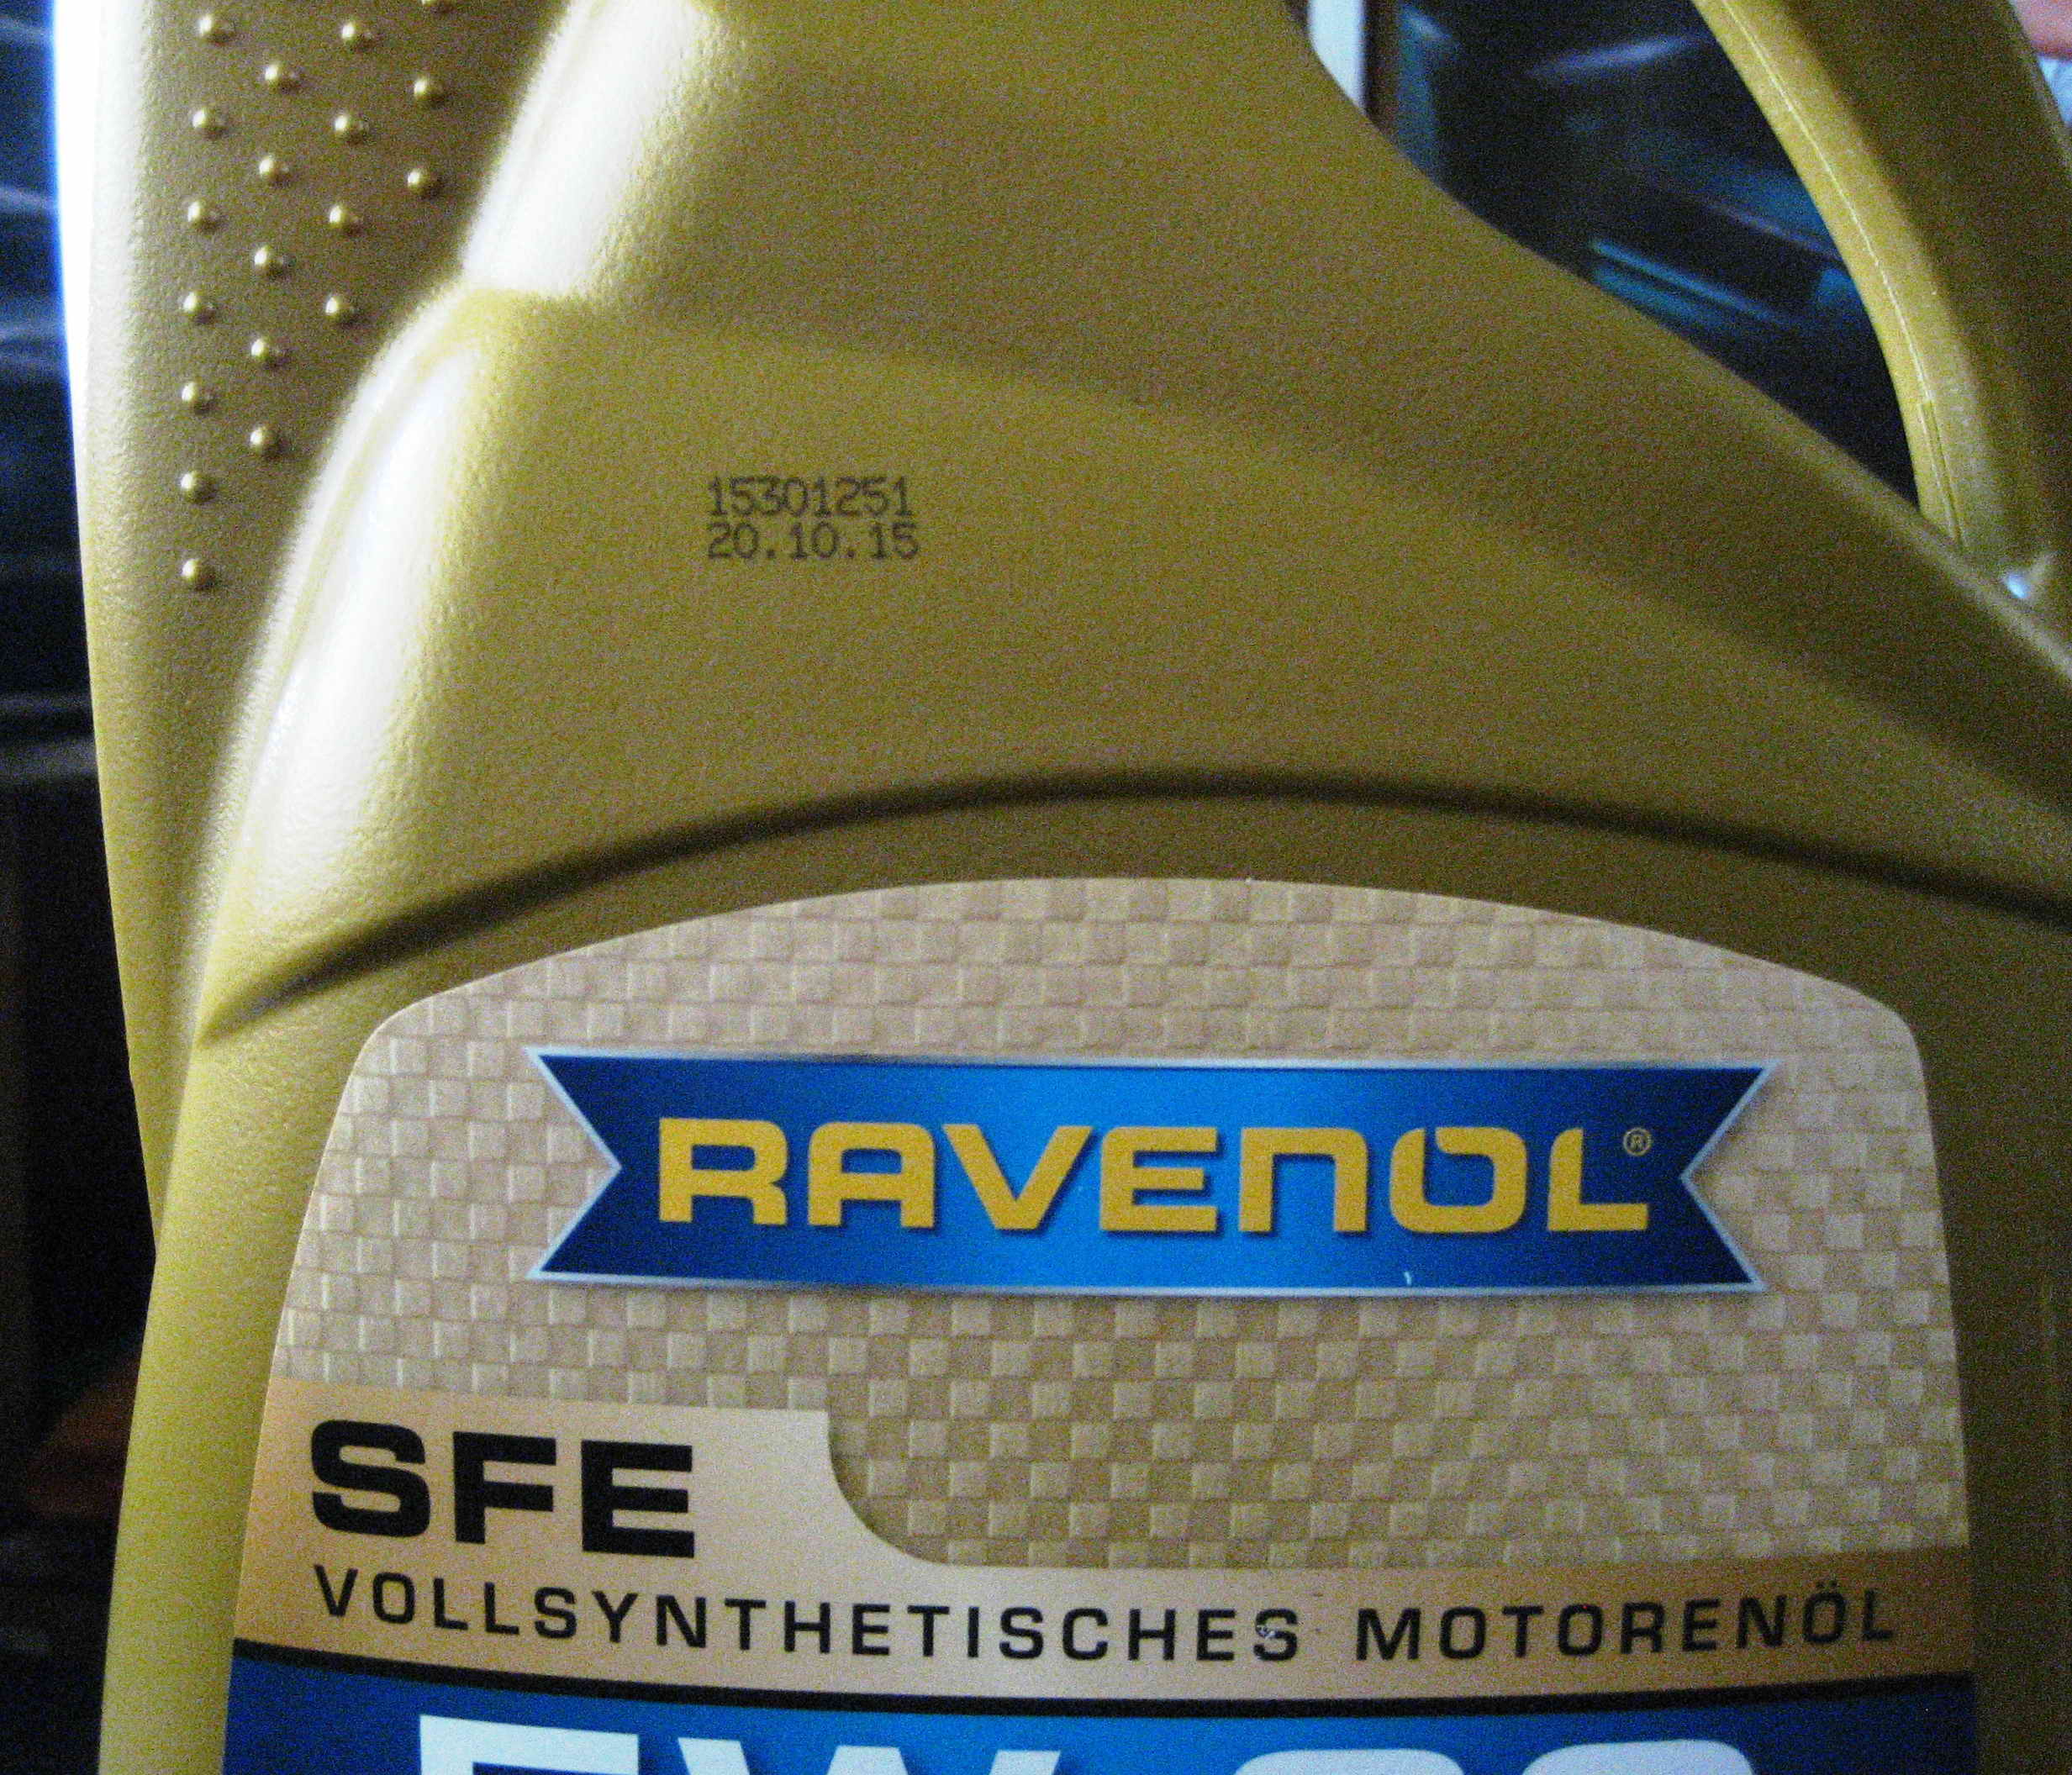 15301251
20.10.15
RAVENOL®
SFE
VOLLSYNTHETISCHES MOTORENÖL